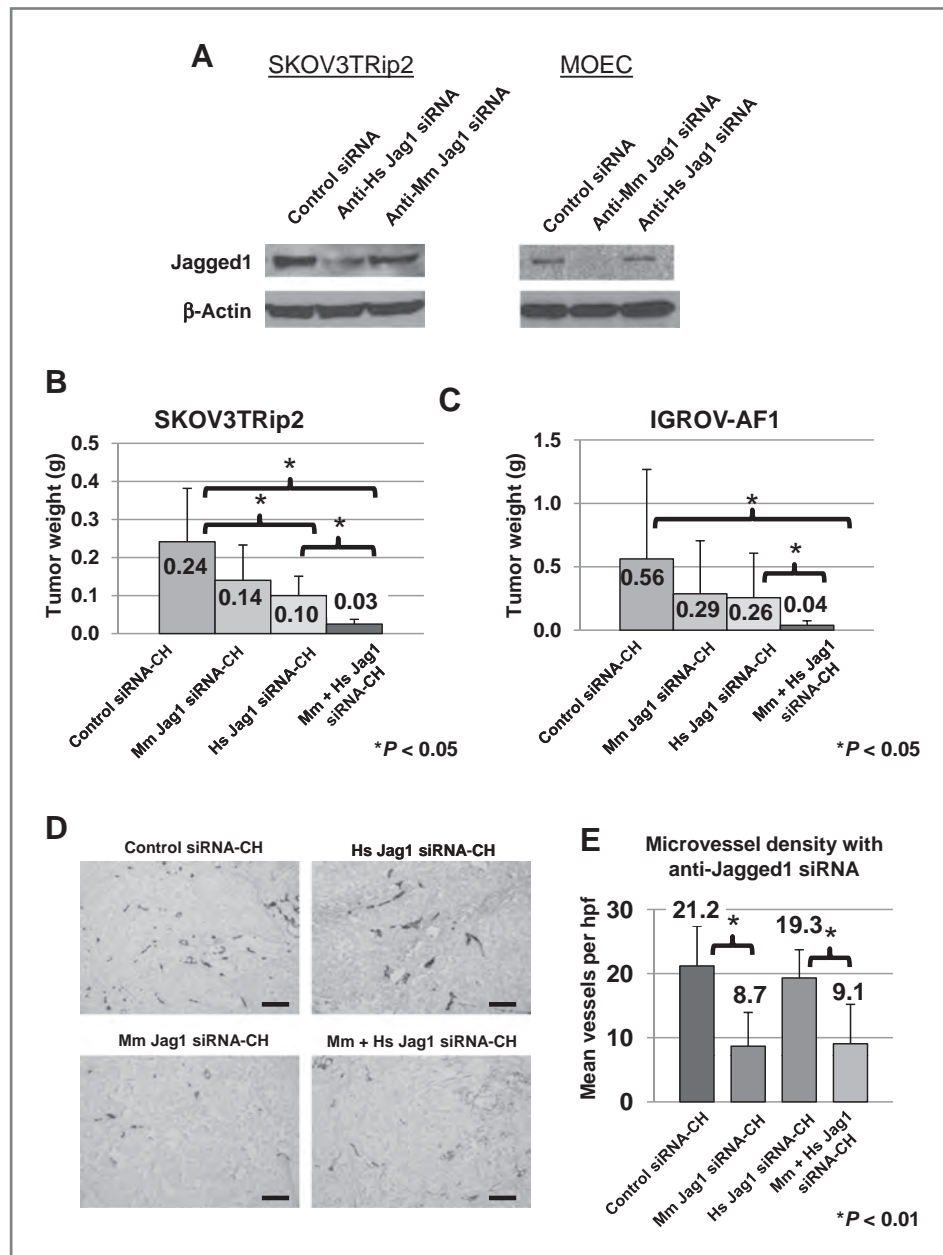 A
SKOV3TRip2
MOEC
Control siRNA
Anti-Hs Jag1 siRNA
Anti-Mm Jag1 siRNA
Control siRNA
Anti-Mm Jag1 siRNA
Anti-Hs Jag1 siRNA
Jagged1
β-Actin
B
SKOV3TRip2
Tumor weight (g)
0.5
0.4
0.3
0.2
0.1
0.0
*
*
*
0.24
0.14
0.10
0.03
Control siRNA-CH
Mm Jag1 siRNA-CH
Hs Jag1 siRNA-CH
Mm + Hs Jag1
siRNA-CH
*P < 0.05
C
IGROV-AF1
Tumor weight (g)
1.5
1.0
0.5
0.0
*
*
0.56
0.29
0.26
0.04
Control siRNA-CH
Mm Jag1 siRNA-CH
Hs Jag1 siRNA-CH
Mm + Hs Jag1
siRNA-CH
*P < 0.05
D
Control siRNA-CH
Hs Jag1 siRNA-CH
Mm Jag1 siRNA-CH
Mm + Hs Jag1 siRNA-CH
E
Microvessel density with
anti-Jagged1 siRNA
Mean vessels per hpf
30
20
10
0
21.2
*
8.7
19.3
*
9.1
Control siRNA-CH
Mm Jag1 siRNA-CH
Hs Jag1 siRNA-CH
Mm + Hs Jag1
siRNA-CH
*P < 0.01